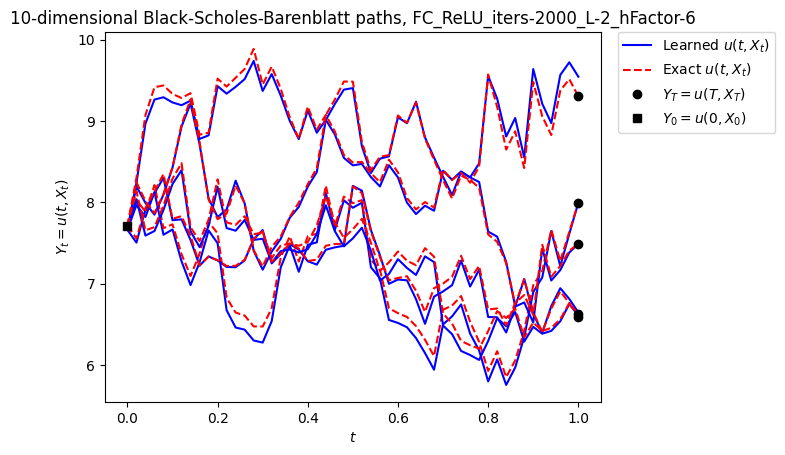 10-dimensional Black-Scholes-Barenblatt paths, FC_ReLU_iters-2000_L-2_hFactor-6
Learned u(t, X_t)
Exact u(t, X_t)
Y_T = u(T, X_T)
Y_0 = u(0, X_0)
Y_t = u(t, X_t)
10
9
8
7
6
0.0 0.2 0.4 0.6 0.8 1.0
t